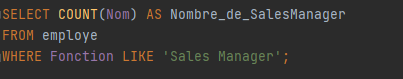 SELECT COUNT(Nom) AS Nombre_de_SalesManager
FROM employe
WHERE Fonction LIKE 'Sales Manager';